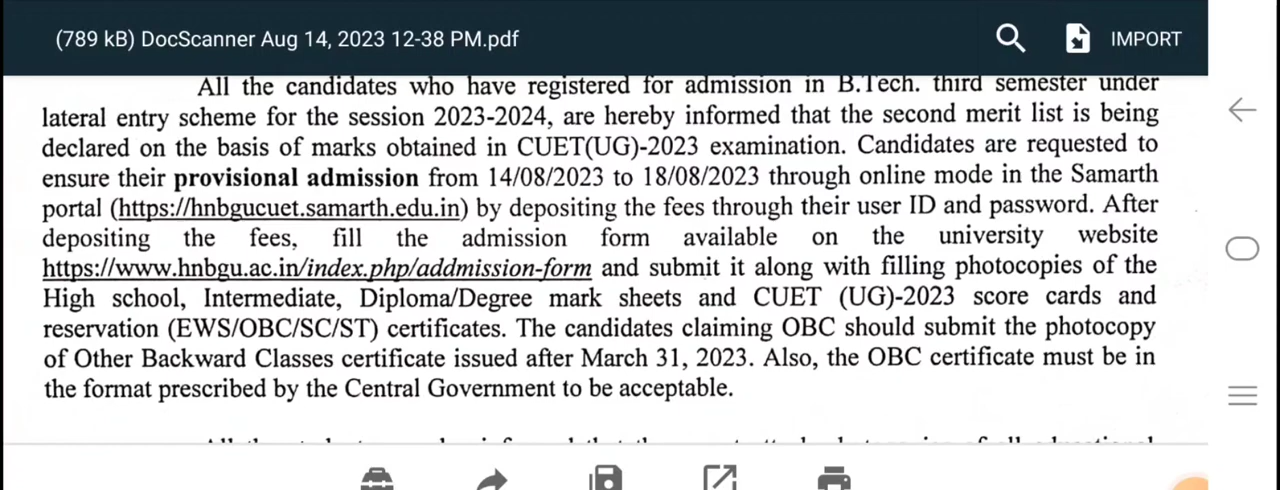 (789 kB) DocScanner Aug 14, 2023 12-38 PM.pdf
IMPORT
All the candidates who have registered for admission in B.Tech. third semester under
lateral entry scheme for the session 2023-2024, are hereby informed that the second merit list is being
declared on the basis of marks obtained in CUET(UG)-2023 examination. Candidates are requested to
ensure their provisional admission from 14/08/2023 to 18/08/2023 through online mode in the Samarth
portal (https://hnbgucuet.samarth.edu.in) by depositing the fees through their user ID and password. After
depositing the fees, fill the admission form available on the university website
https://www.hnbgu.ac.in/index.php/addmission-form and submit it along with filling photocopies of the
High school, Intermediate, Diploma/Degree mark sheets and CUET (UG)-2023 score cards and
reservation (EWS/OBC/SC/ST) certificates. The candidates claiming OBC should submit the photocopy
of Other Backward Classes certificate issued after March 31, 2023. Also, the OBC certificate must be in
the format prescribed by the Central Government to be acceptable.